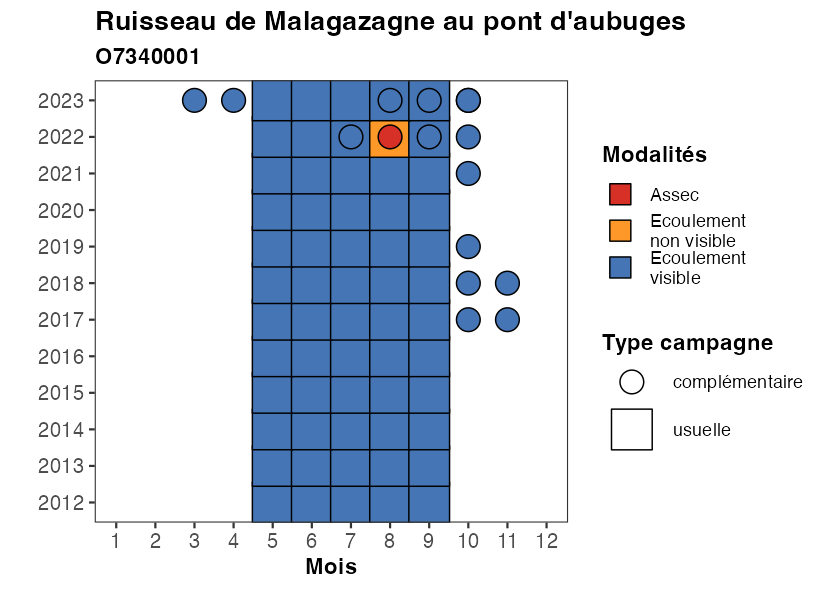 Ruisseau de Malagazagne au pont d'aubuges
O7340001
2023
2022
2021
2020
2019
2018
2017
2016
2015
2014
2013
2012
1 2 3 4 5 6 7 8 9 10 11 12
Mois
Modalités
Assec
Ecoulement
non visible
Ecoulement
visible
Type campagne
complémentaire
usuelle